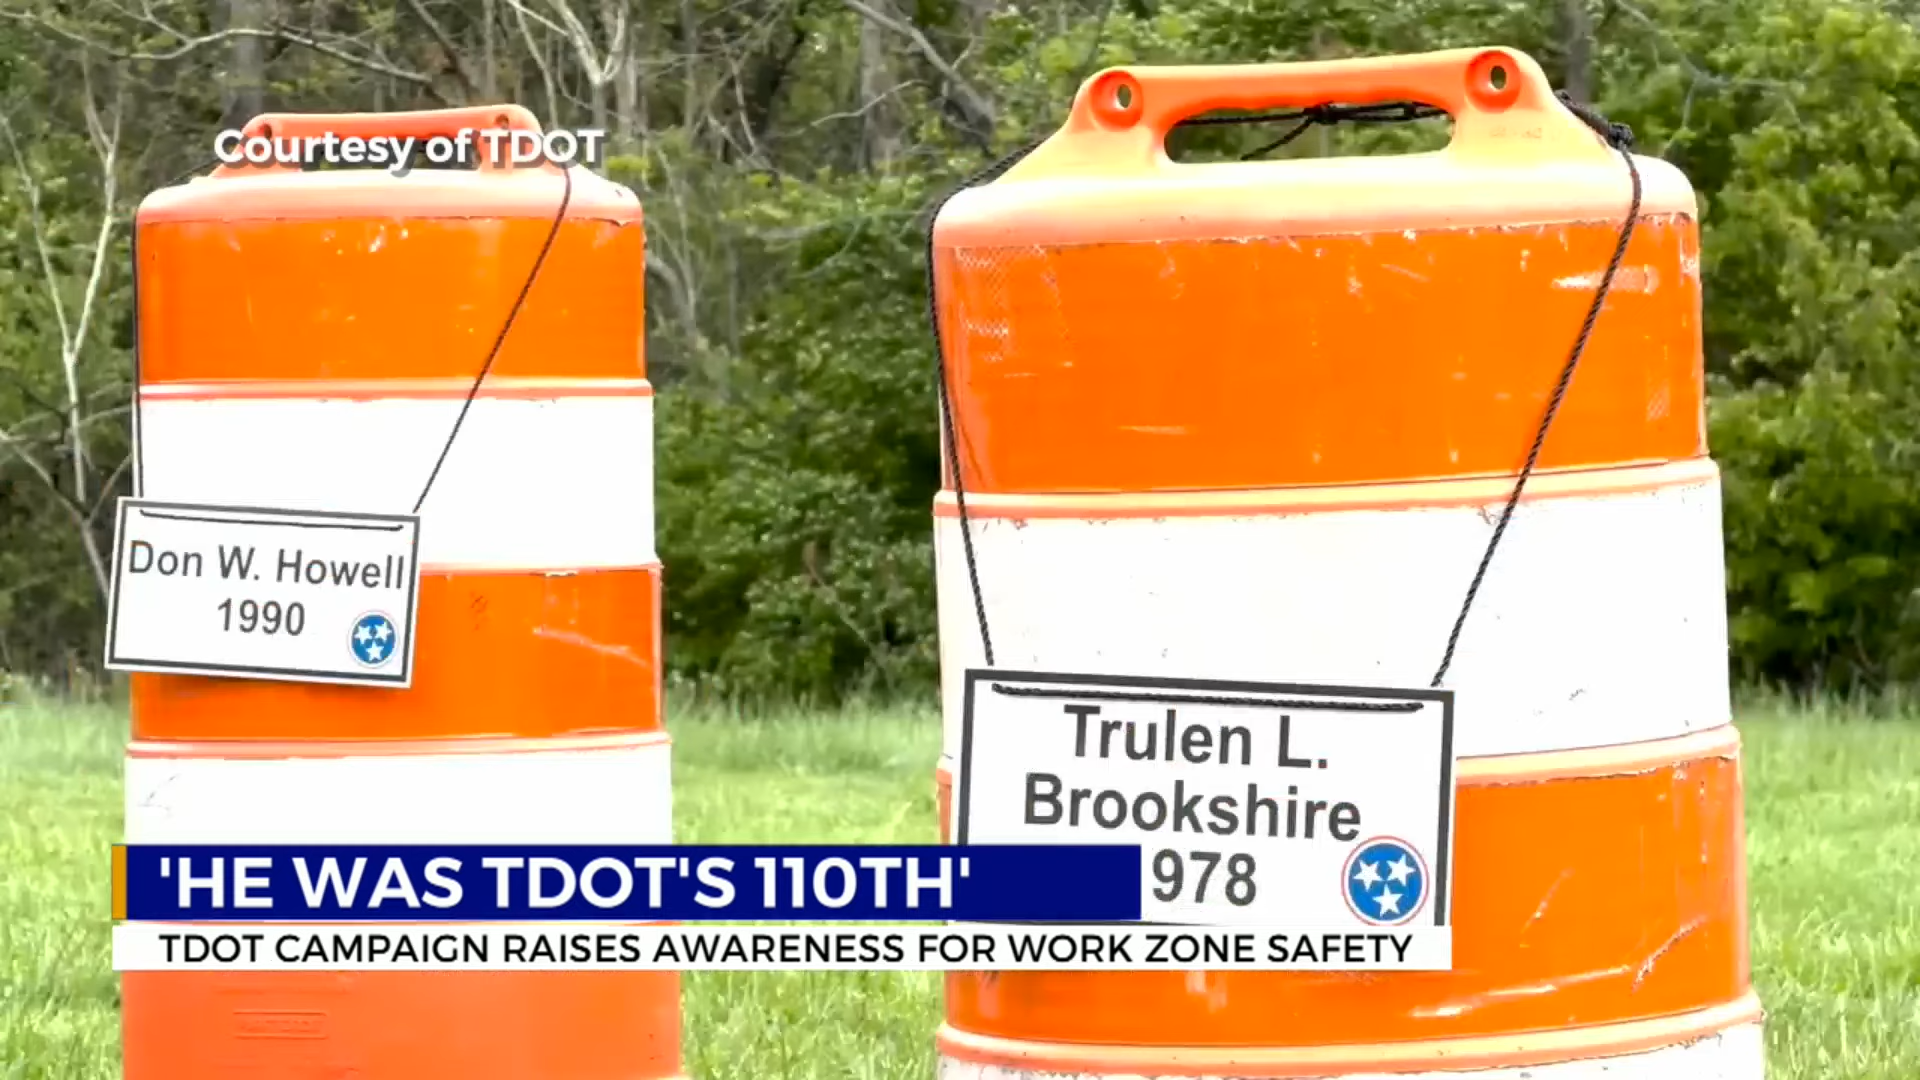 Courtesy of TDOT
Don W. Howell
1990
Trulen L.
Brookshire
978
'HE WAS TDOT'S 110TH'
TDOT CAMPAIGN RAISES AWARENESS FOR WORK ZONE SAFETY